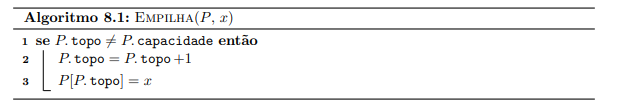 Algoritmo 8.1: EMPILHA(P, x)
1 se P.topo ≠ P.capacidade então
2 P.topo = P.topo +1
3 P[P.topo] = x